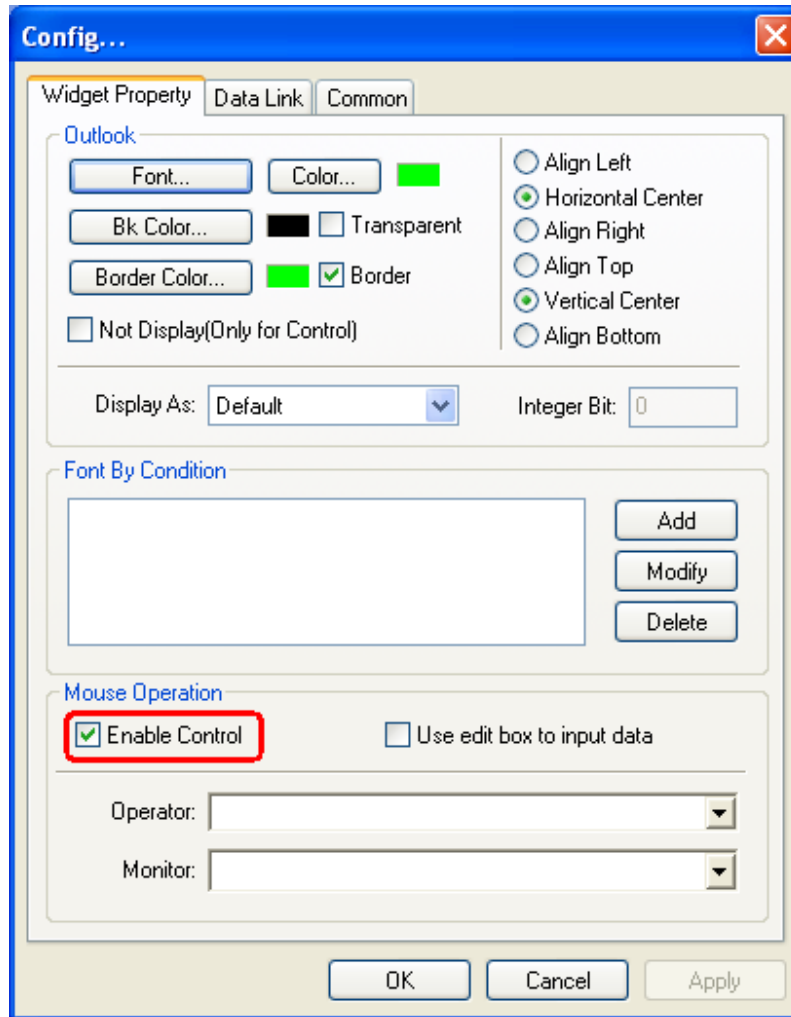 Config...
Widget Property Data Link Common
Outlook
Font... Color...
Bk Color... Transparent
Border Color... Border
Not Display(Only for Control)
Align Left
Horizontal Center
Align Right
Align Top
Vertical Center
Align Bottom
Display As: Default Integer Bit: 0
Font By Condition
Add
Modify
Delete
Mouse Operation
Enable Control Use edit box to input data
Operator:
Monitor:
OK Cancel Apply